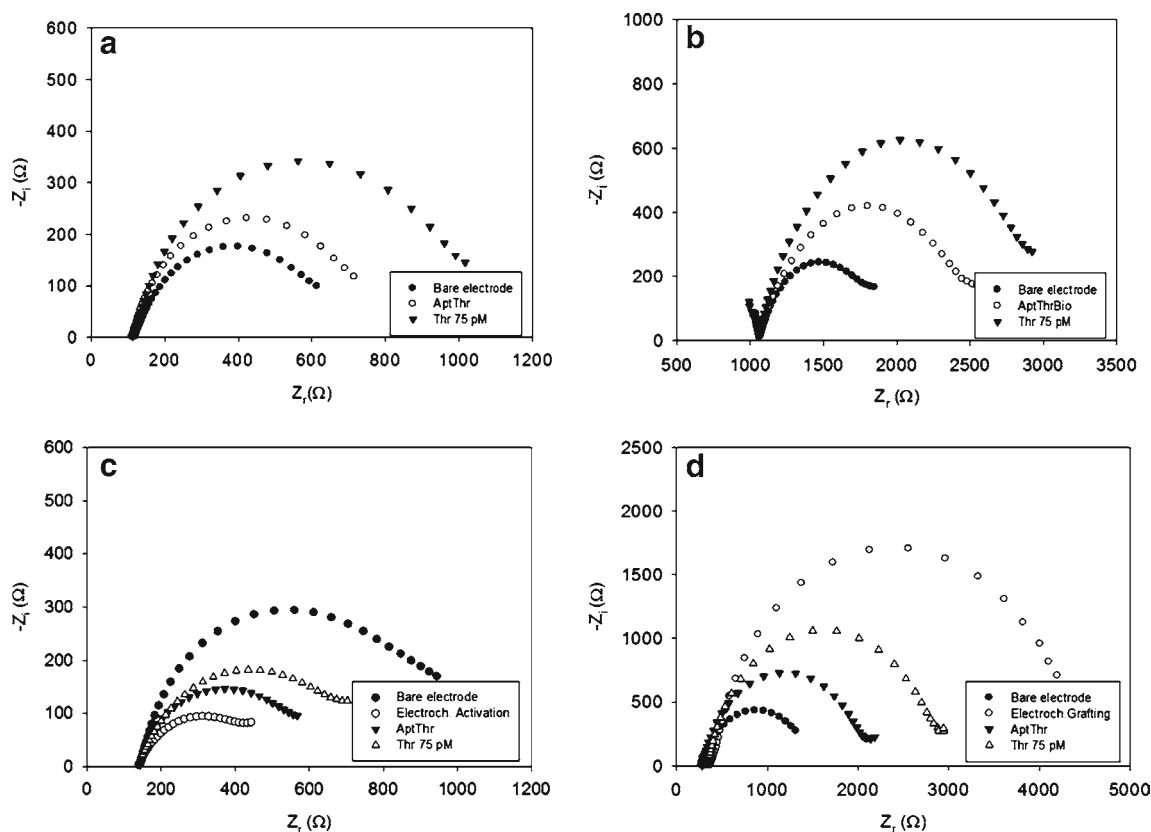 a
600
500
400
300
200
100
0
-Zi (Ω)
0 200 400 600 800 1000 1200
Zr(Ω)
Bare electrode
AptThr
Thr 75 pM
b
1000
800
600
400
200
0
-Zi (Ω)
500 1000 1500 2000 2500 3000 3500
Zr (Ω)
Bare electrode
AptThrBio
Thr 75 pM
c
600
500
400
300
200
100
0
-Zi (Ω)
0 200 400 600 800 1000 1200
Zr (Ω)
Bare electrode
Electroch. Activation
AptThr
Thr 75 pM
d
2500
2000
1500
1000
500
0
-Zi (Ω)
0 1000 2000 3000 4000 5000
Zr (Ω)
Bare electrode
Electroch Grafting
AptThr
Thr 75 pM